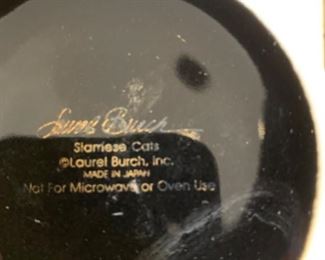 Laurel Burch
Siamese Cats
©Laurel Burch, Inc.
MADE IN JAPAN
Not For Microwave or Oven Use